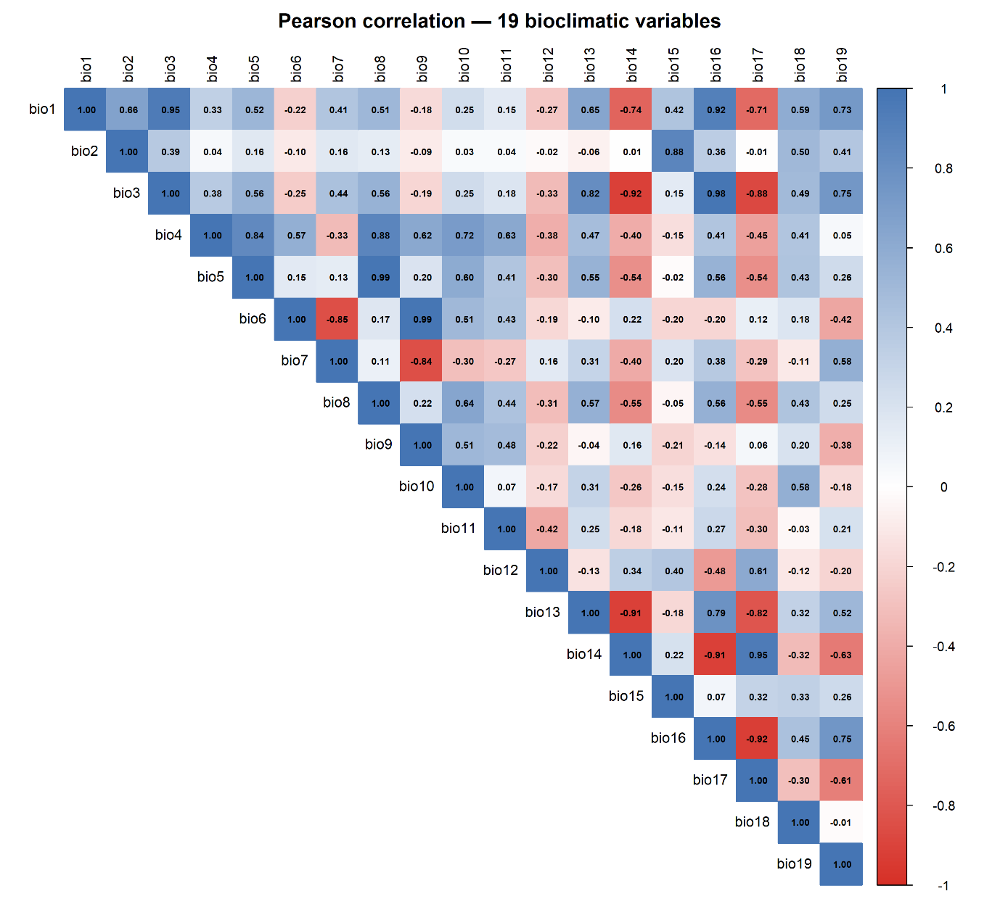 Pearson correlation — 19 bioclimatic variables
bio1 bio2 bio3 bio4 bio5 bio6 bio7 bio8 bio9 bio10 bio11 bio12 bio13 bio14 bio15 bio16 bio17 bio18 bio19
bio1 1.00 0.66 0.95 0.33 0.52 -0.22 0.41 0.51 -0.18 0.25 0.15 -0.27 0.65 -0.74 0.42 0.92 -0.71 0.59 0.73
bio2 1.00 0.39 0.04 0.16 -0.10 0.16 0.13 -0.09 0.03 0.04 -0.02 -0.06 0.01 0.88 0.36 -0.01 0.50 0.41
bio3 1.00 0.38 0.56 -0.25 0.44 0.56 -0.19 0.25 0.18 -0.33 0.82 -0.92 0.15 0.98 -0.88 0.49 0.75
bio4 1.00 0.84 0.57 -0.33 0.88 0.62 0.72 0.63 -0.38 0.47 -0.40 -0.15 0.41 -0.45 0.41 0.05
bio5 1.00 0.15 0.13 0.99 0.20 0.60 0.41 -0.30 0.55 -0.54 -0.02 0.56 -0.54 0.43 0.26
bio6 1.00 -0.85 0.17 0.99 0.51 0.43 -0.19 -0.10 0.22 -0.20 -0.20 0.12 0.18 -0.42
bio7 1.00 0.11 -0.84 -0.30 -0.27 0.16 0.31 -0.40 0.20 0.38 -0.29 -0.11 0.58
bio8 1.00 0.22 0.64 0.44 -0.31 0.57 -0.55 -0.05 0.56 -0.55 0.43 0.25
bio9 1.00 0.51 0.48 -0.22 -0.04 0.16 -0.21 -0.14 0.06 0.20 -0.38
bio10 1.00 0.07 -0.17 0.31 -0.26 -0.15 0.24 -0.28 0.58 -0.18
bio11 1.00 -0.42 0.25 -0.18 -0.11 0.27 -0.30 -0.03 0.21
bio12 1.00 -0.13 0.34 0.40 -0.48 0.61 -0.12 -0.20
bio13 1.00 -0.91 -0.18 0.79 -0.82 0.32 0.52
bio14 1.00 0.22 -0.91 0.95 -0.32 -0.63
bio15 1.00 0.07 0.32 0.33 0.26
bio16 1.00 -0.92 0.45 0.75
bio17 1.00 -0.30 -0.61
bio18 1.00 -0.01
bio19 1.00
1
0.8
0.6
0.4
0.2
0
-0.2
-0.4
-0.6
-0.8
-1